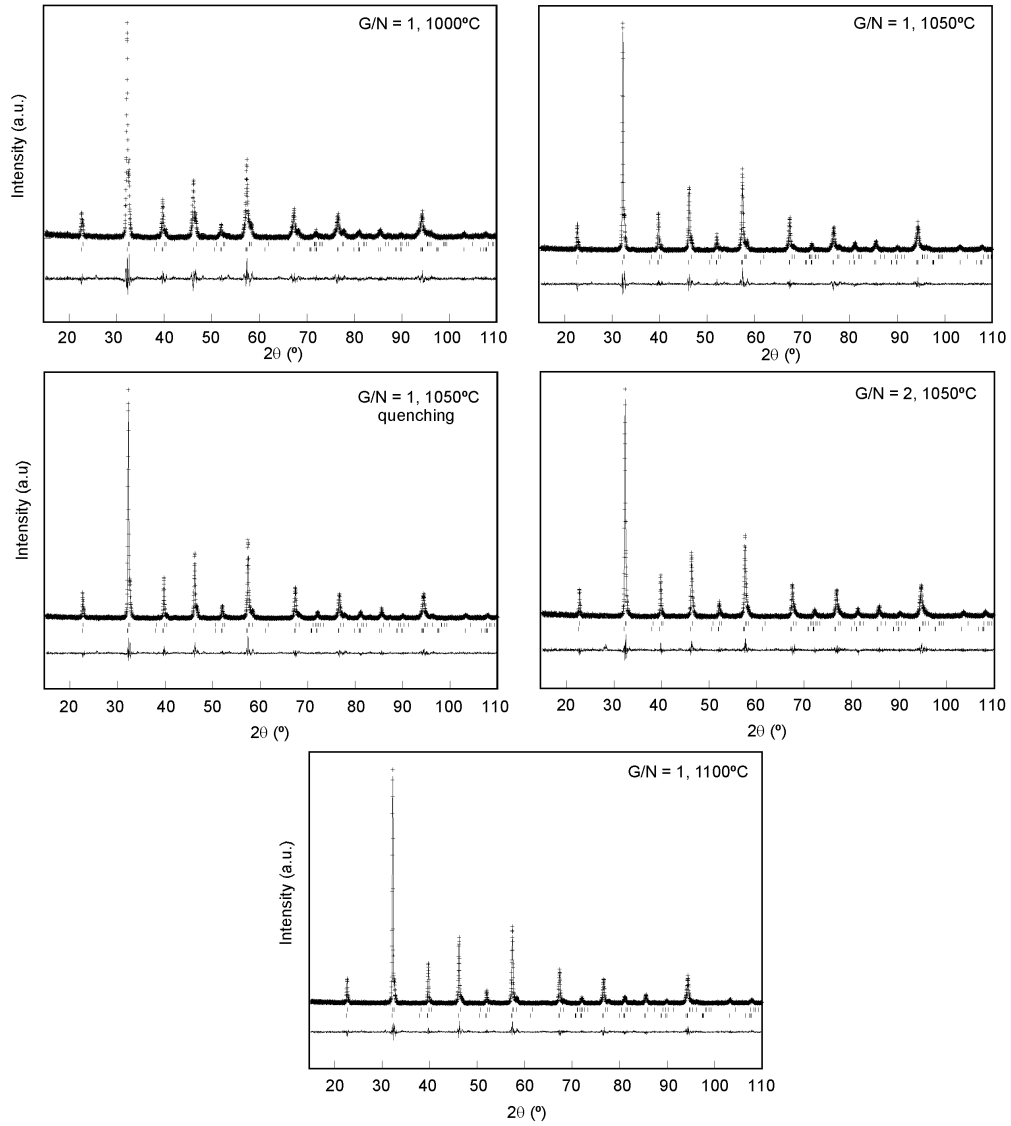 G/N = 1, 1000ºC
Intensity (a.u.)
20 30 40 50 60 70 80 90 100 110
2θ (º)
G/N = 1, 1050ºC
20 30 40 50 60 70 80 90 100 110
2θ (º)
G/N = 1, 1050ºC
quenching
Intensity (a.u)
20 30 40 50 60 70 80 90 100 110
2θ (º)
G/N = 2, 1050ºC
20 30 40 50 60 70 80 90 100 110
2θ (º)
G/N = 1, 1100ºC
Intensity (a.u.)
20 30 40 50 60 70 80 90 100 110
2θ (º)